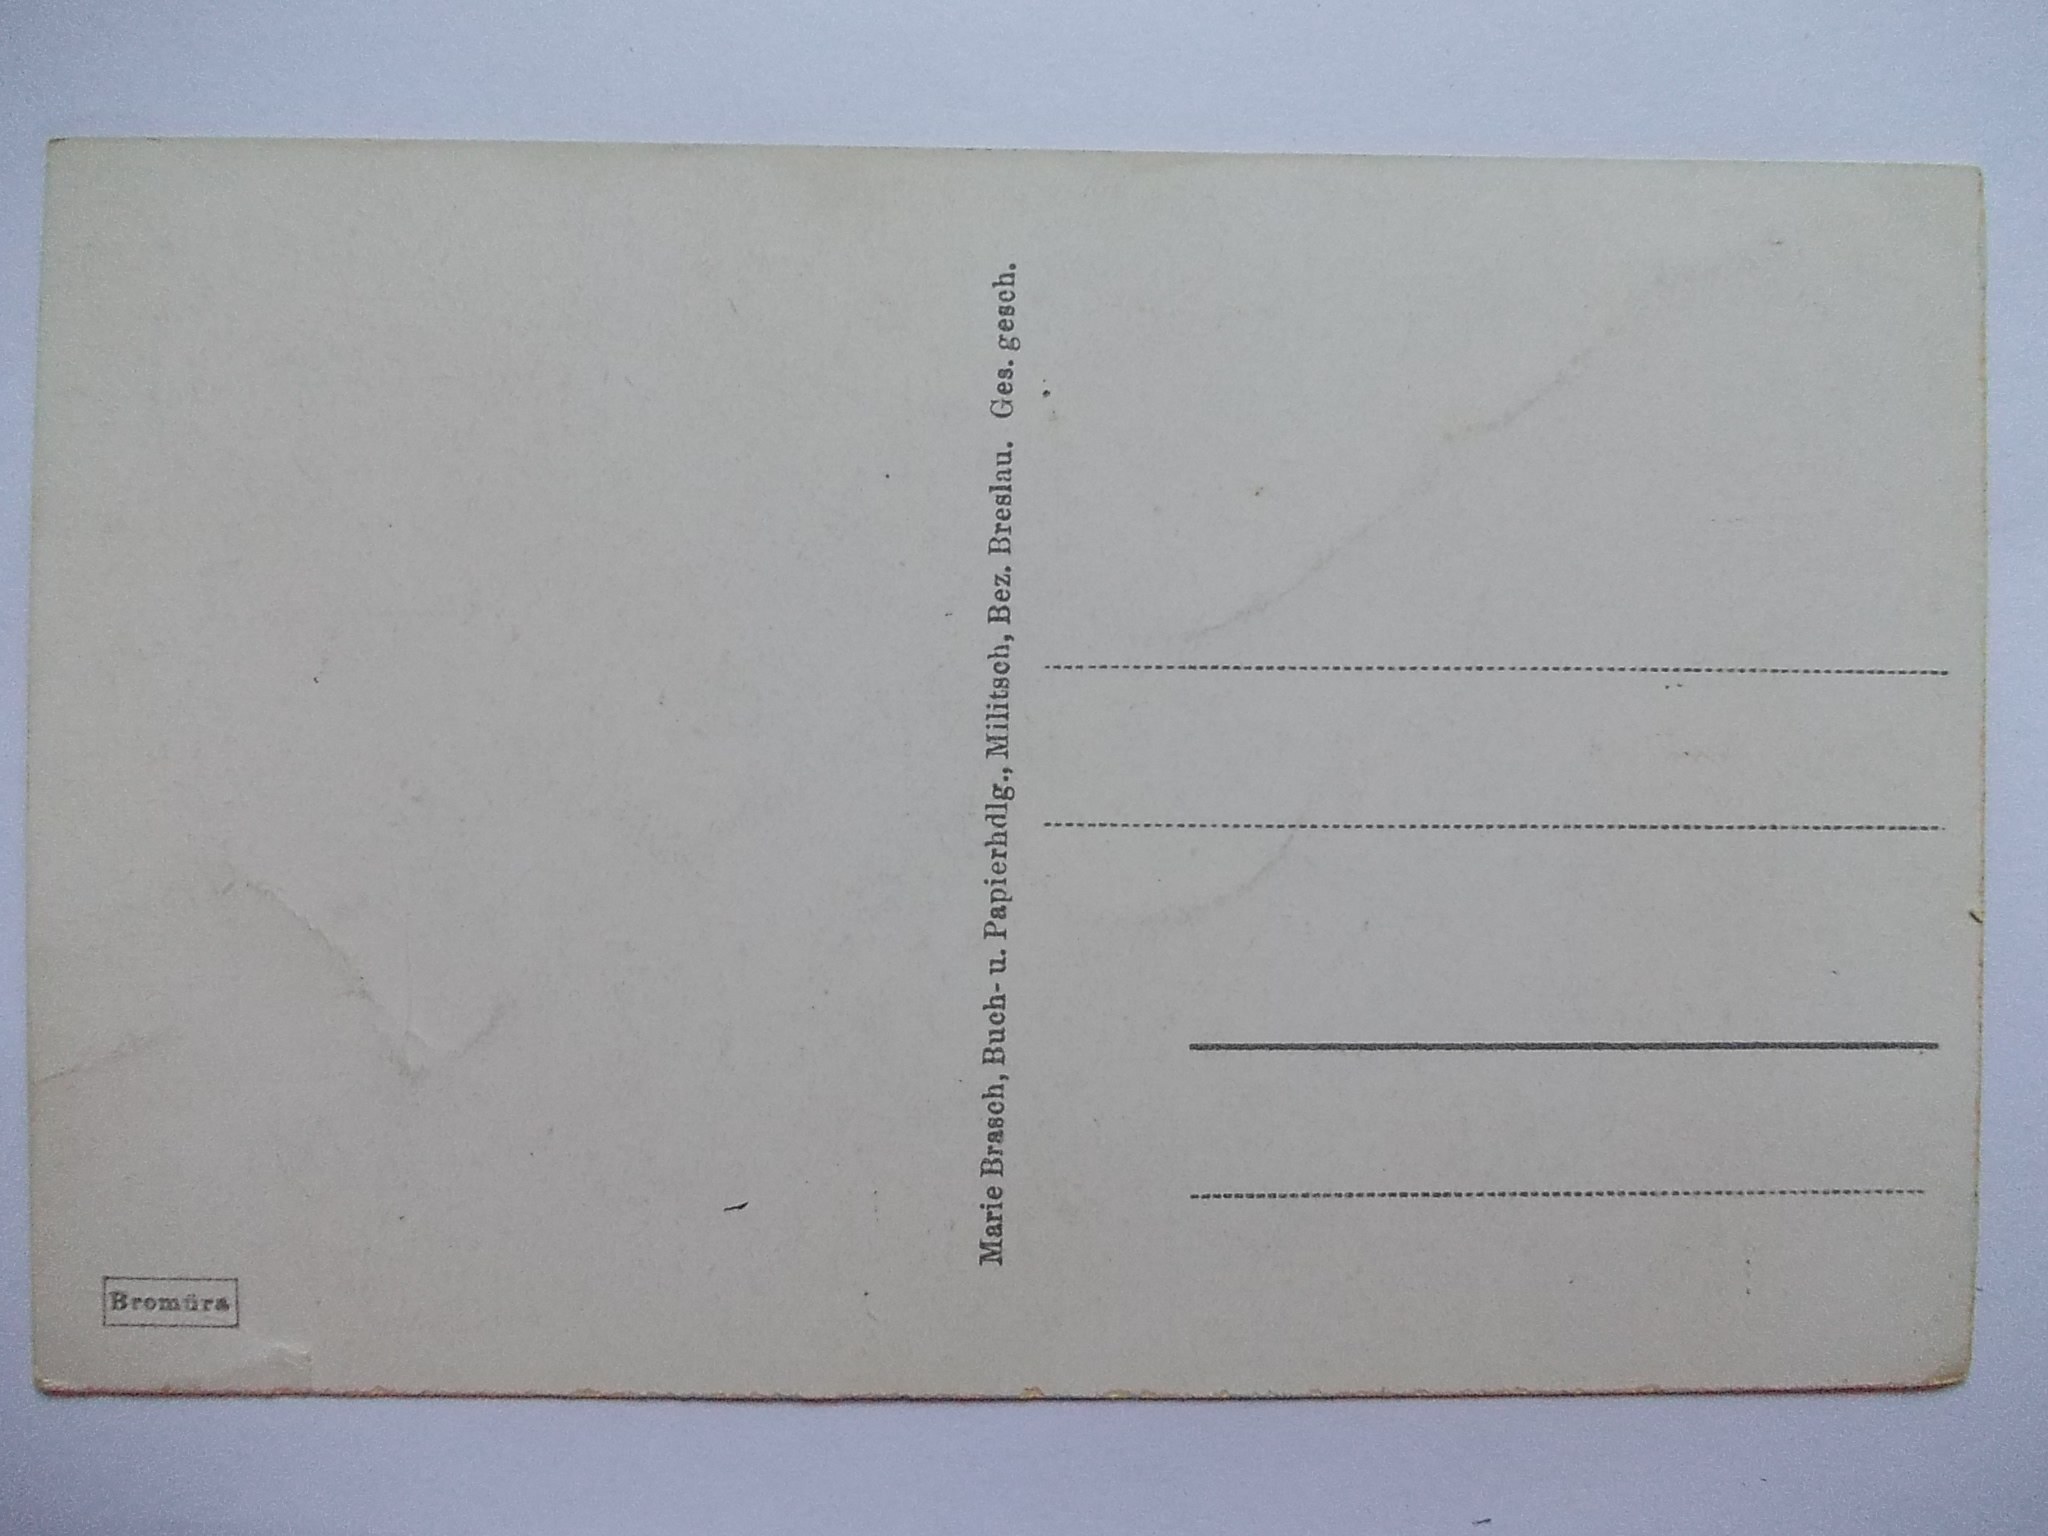 Marie Brasch, Buch- u. Papierhdlg., Militsch, Bez. Breslau. Ges. gesch.
Bromüra